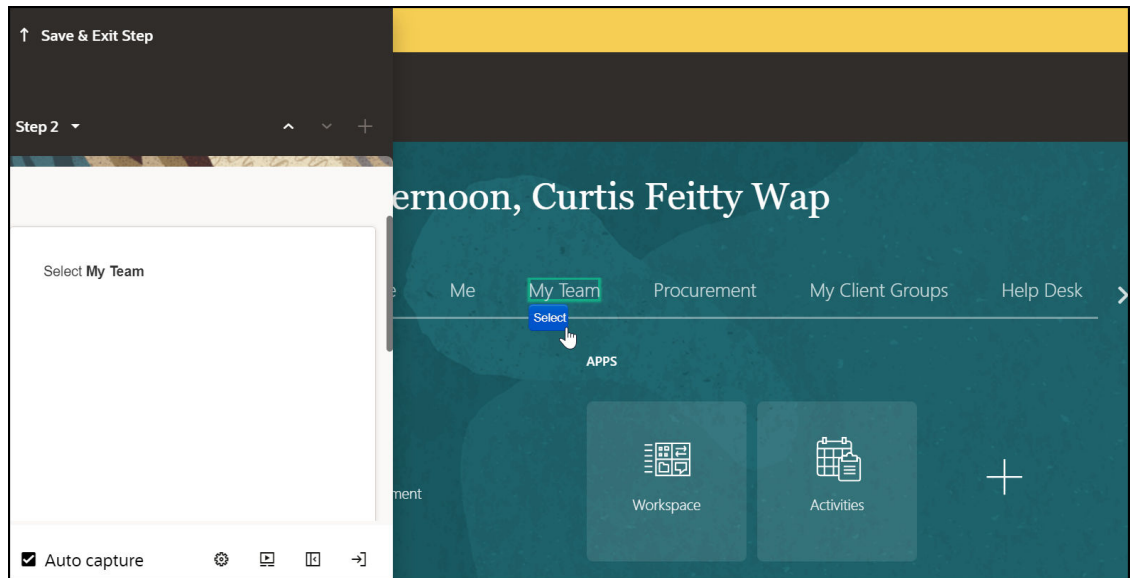 Save & Exit Step
Step 2
Select My Team
ernoon, Curtis Feitty Wap
e Me My Team Procurement My Client Groups Help Desk
Select
APPS
ment
Workspace
Activities
Auto capture